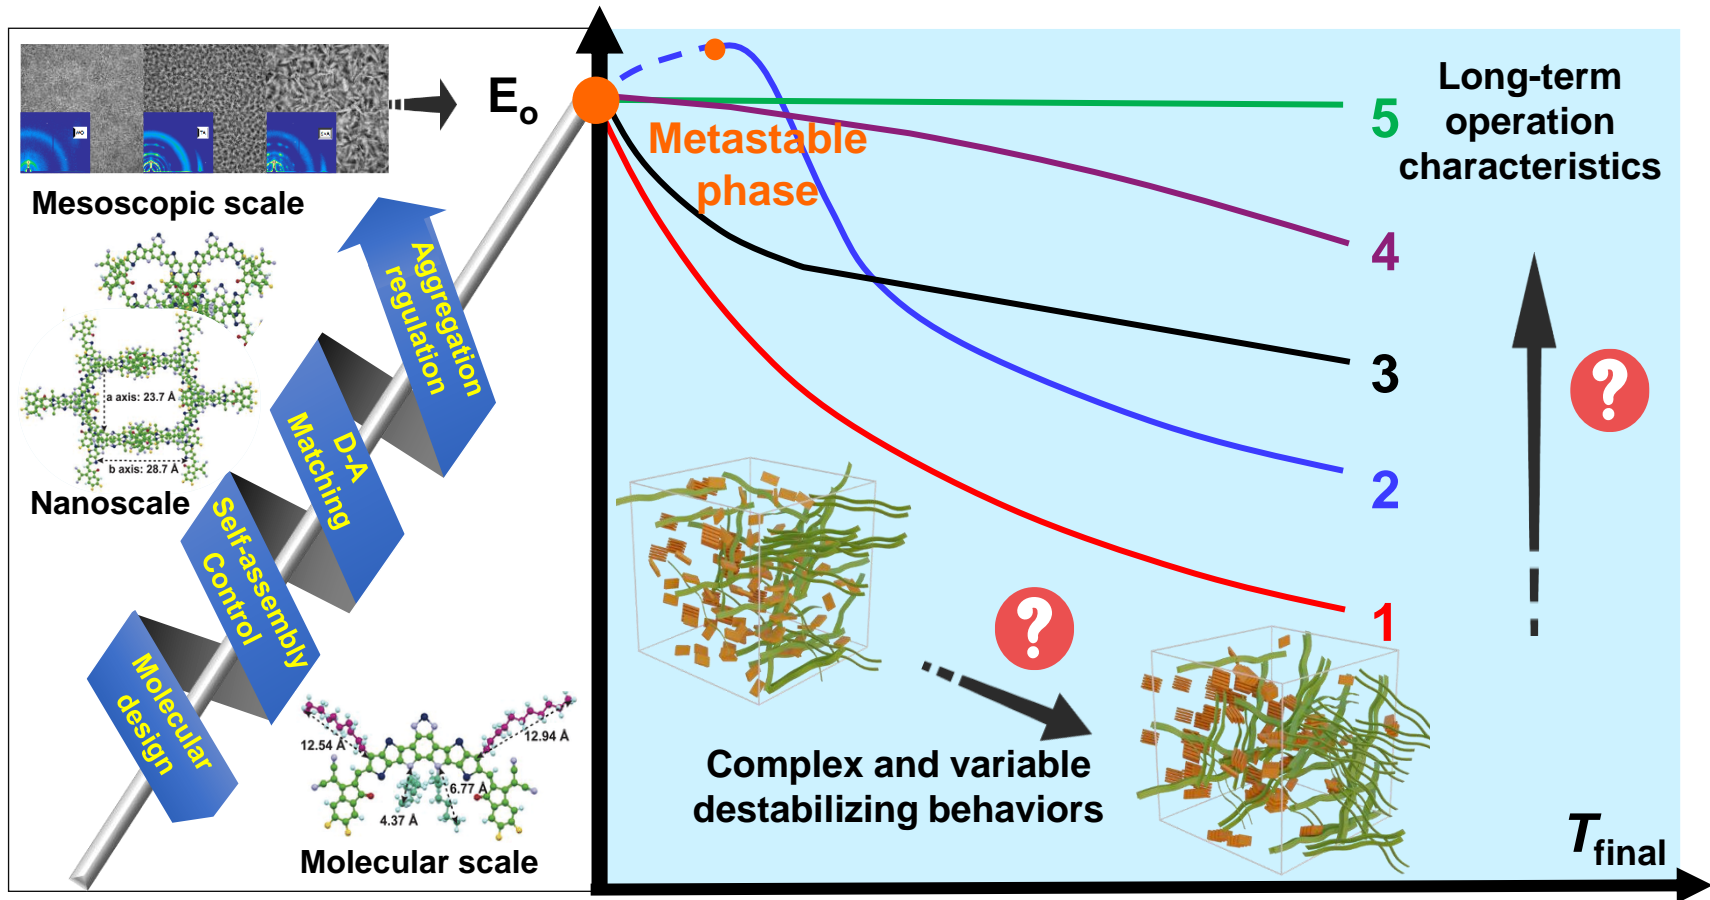 Mesoscopic scale
E₀
Aggregation
regulation
D-A
Matching
Self-assembly
Control
Molecular
design
a axis: 23.7 Å
b axis: 28.7 Å
Nanoscale
12.54 Å
12.94 Å
6.77 Å
4.37 Å
Molecular scale
Metastable
phase
Long-term
operation
characteristics
5
4
3
2
1
?
?
Complex and variable
destabilizing behaviors
T final